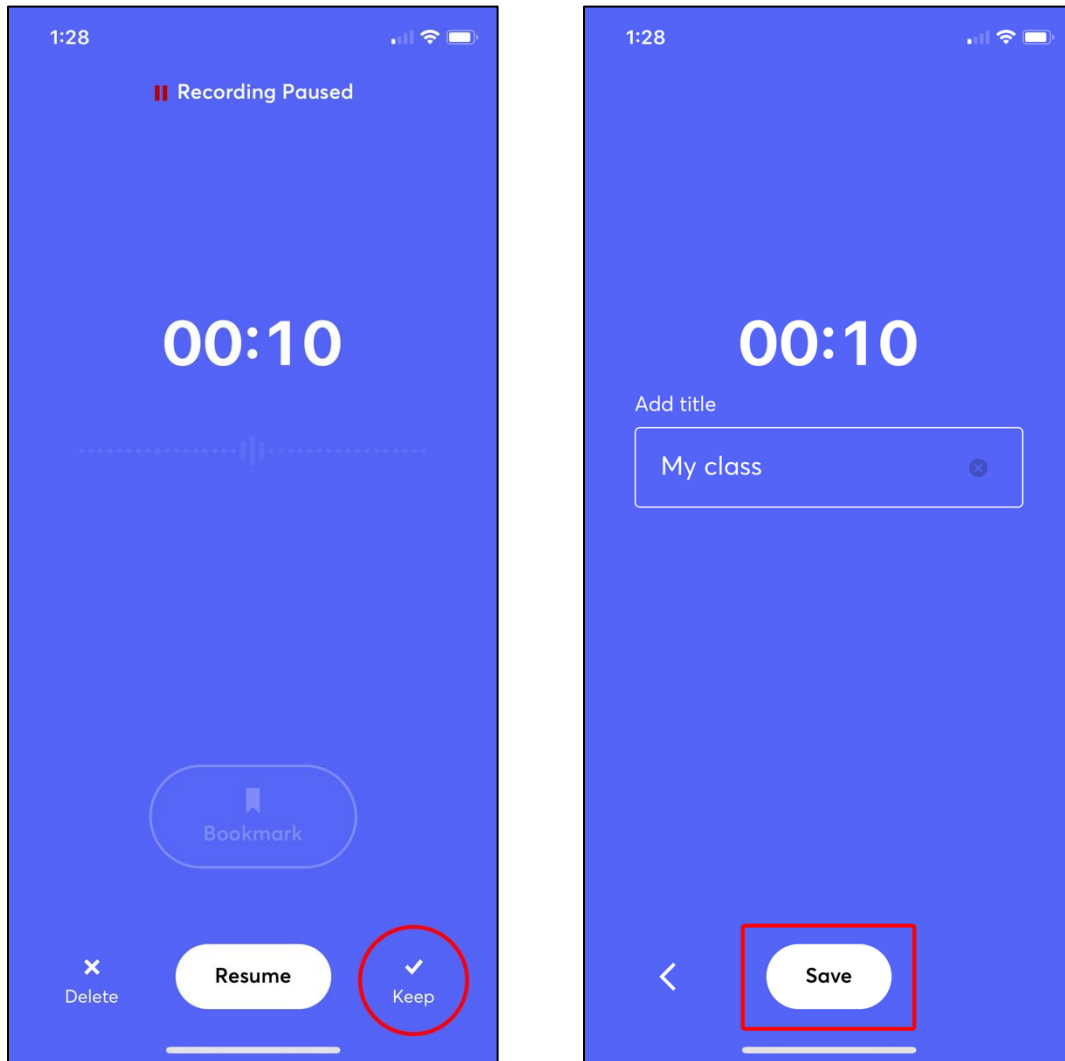 1:28
Recording Paused
00:10
Bookmark
Delete
Resume
Keep
1:28
00:10
Add title
My class
Save